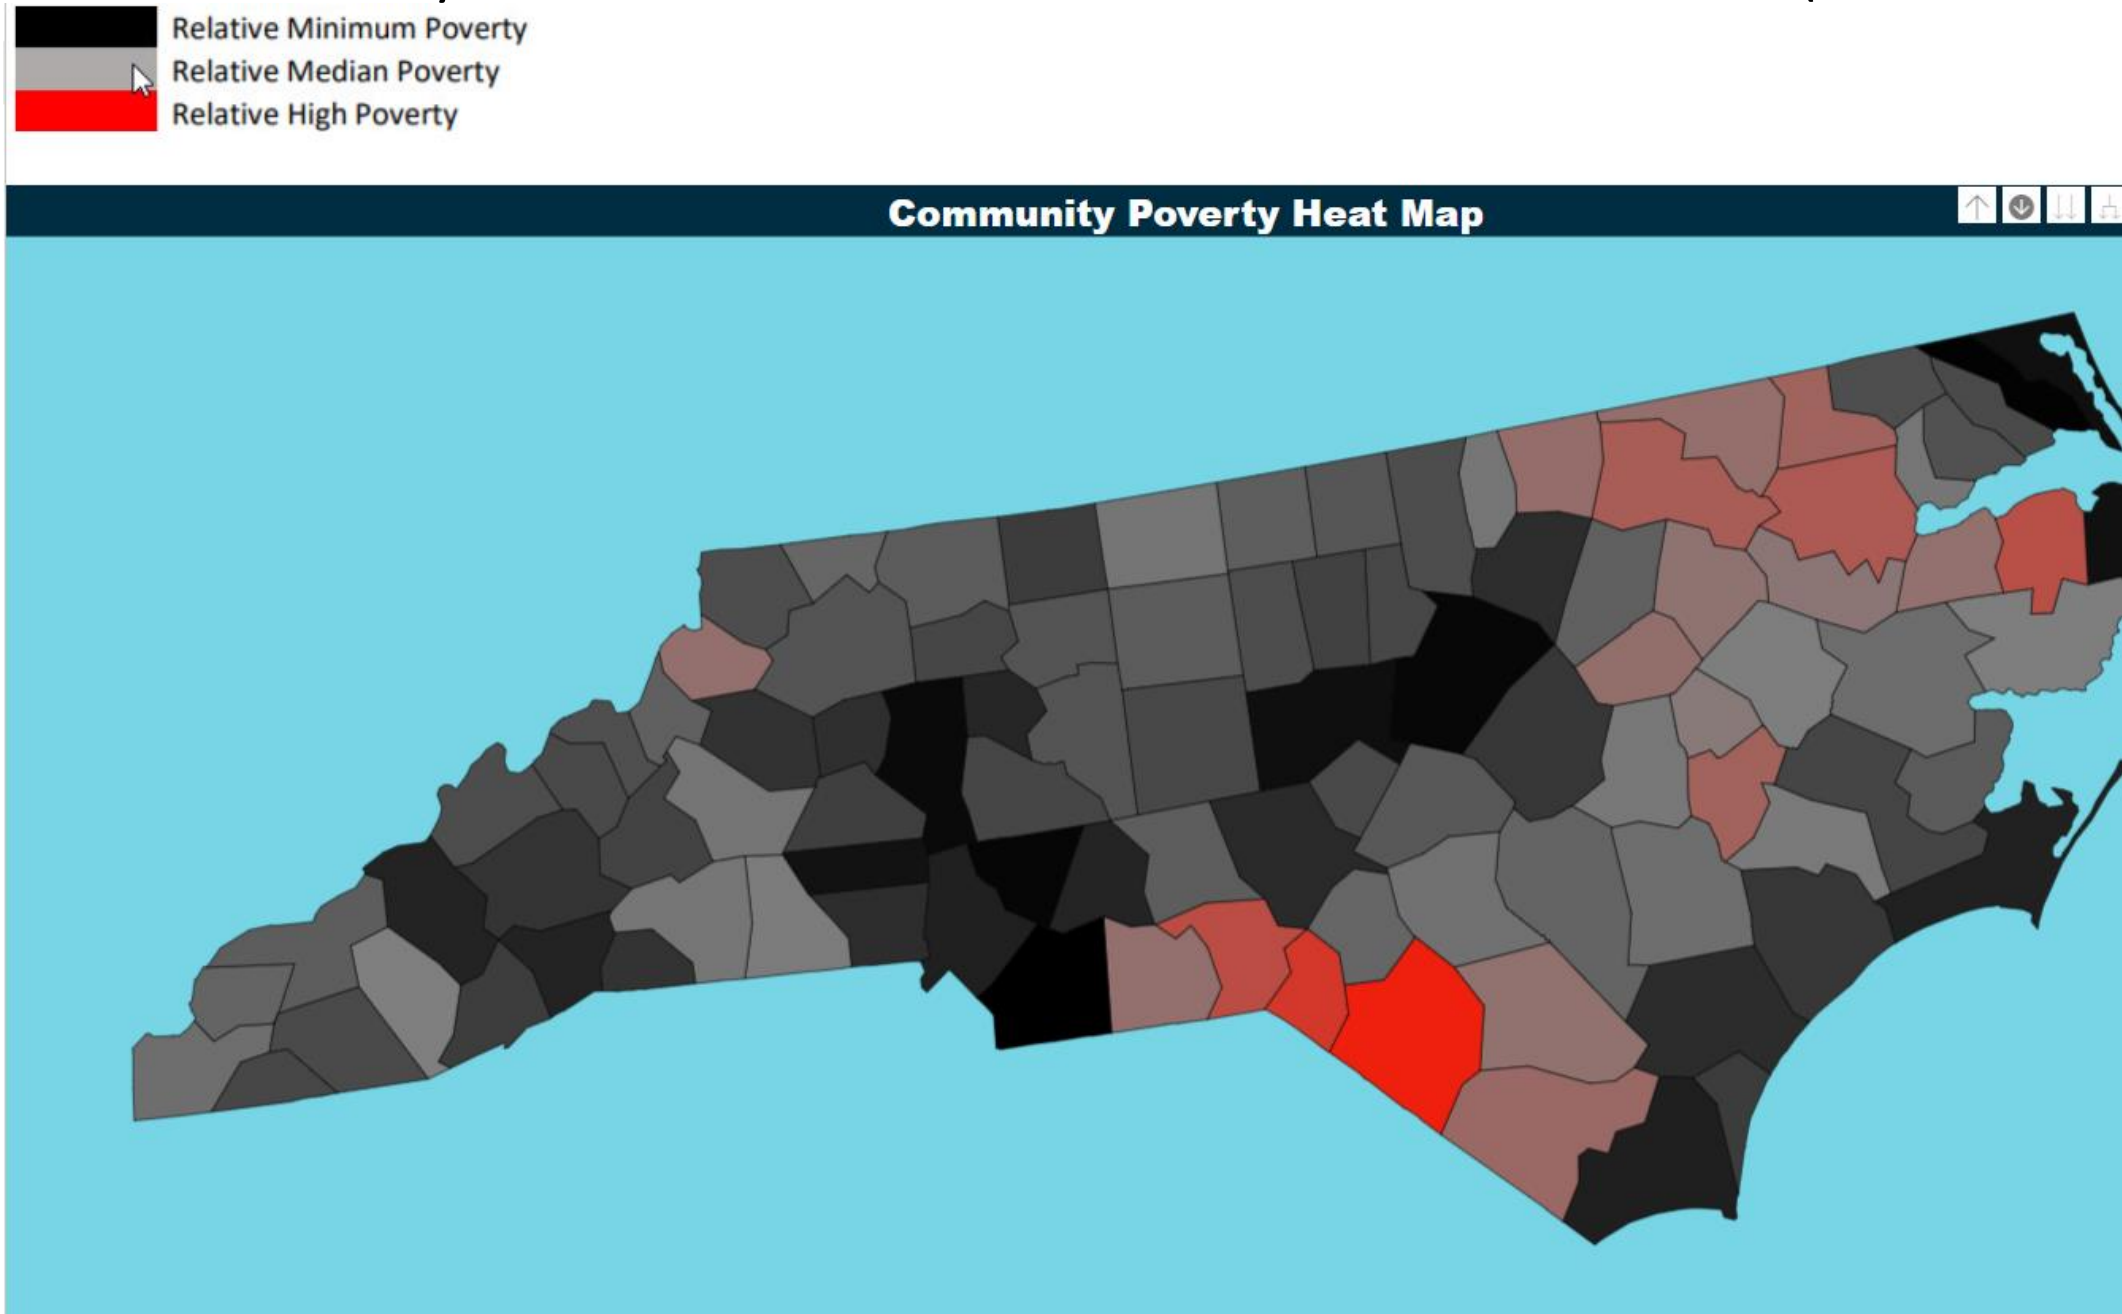 Relative Minimum Poverty
Relative Median Poverty
Relative High Poverty
Community Poverty Heat Map